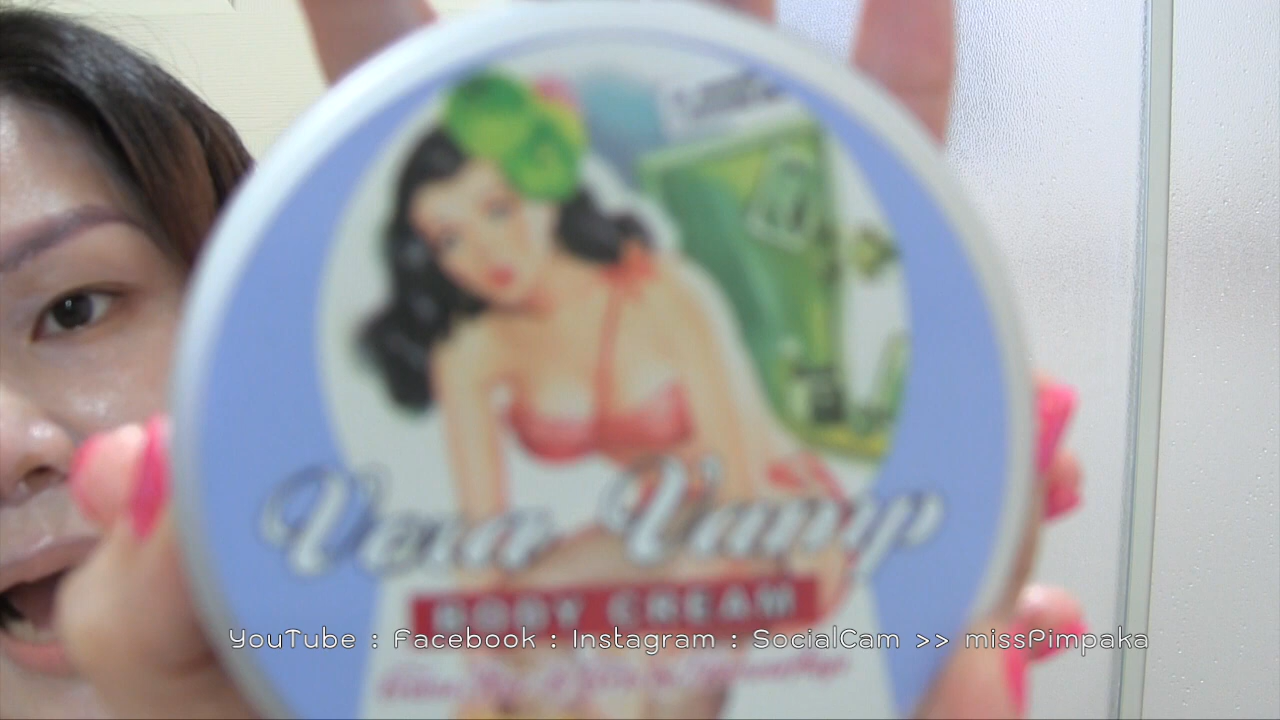 Vera Vamp
BODY CREAM
YouTube : Facebook : Instagram : SocialCam >> missPimpaka